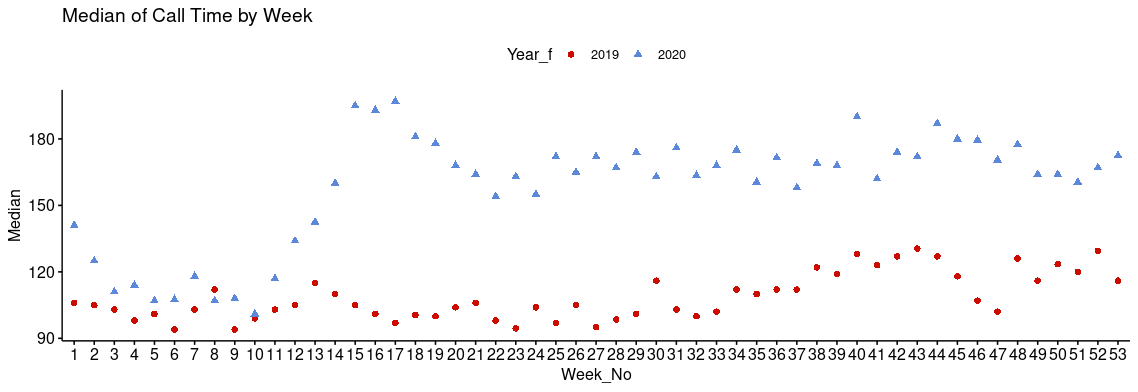 Median of Call Time by Week
Year_f 2019 2020
Median
180
150
120
90
1 2 3 4 5 6 7 8 9 10 11 12 13 14 15 16 17 18 19 20 21 22 23 24 25 26 27 28 29 30 31 32 33 34 35 36 37 38 39 40 41 42 43 44 45 46 47 48 49 50 51 52 53
Week_No